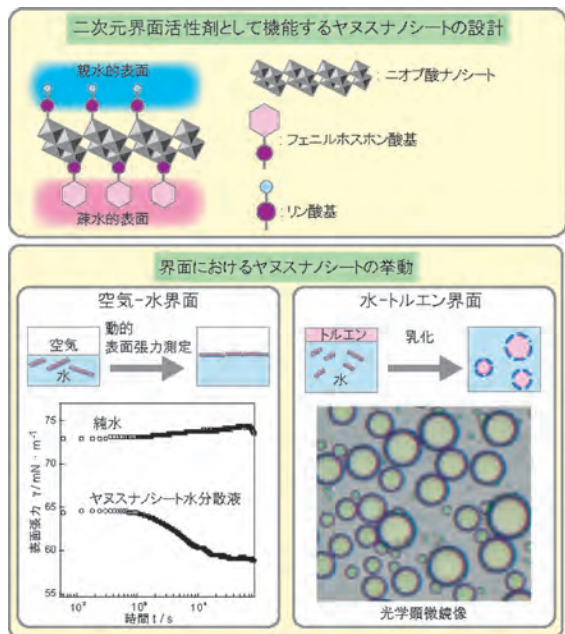 二次元界面活性剤として機能するヤヌスナノシートの設計
親水的表面
疎水的表面
:ニオブ酸ナノシート
:フェニルホスホン酸基
:リン酸基
界面におけるヤヌスナノシートの挙動
空気-水界面
空気
水
動的
表面張力測定
75
70
65
60
55
表面張力 γ / mN・m⁻¹
純水
ヤヌスナノシート水分散液
時間 t / s
水-トルエン界面
トルエン
水
乳化
光学顕微鏡像